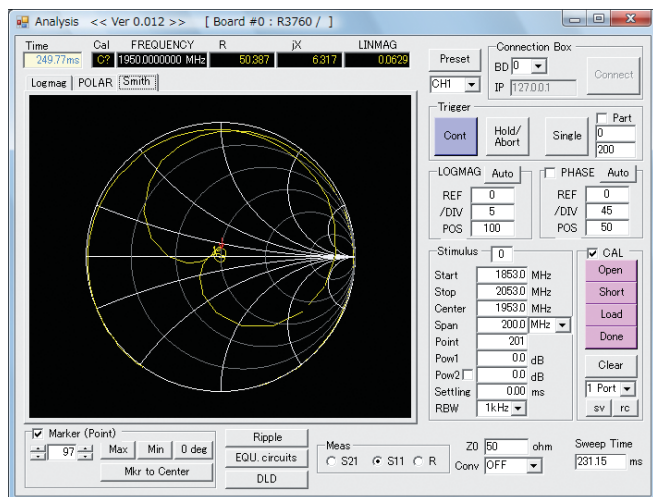 Analysis << Ver 0.012 >> [ Board #0 : R3760 / ]
Time Cal FREQUENCY R jX LINMAG
249.77ms C? 1950.0000000 MHz 50.387 6.317 0.0629
Logmag POLAR Smith
Preset
CH1
Connection Box
BD 0
IP 127.0.0.1
Connect
Trigger
Cont Hold/Abort Single
Part
0
200
LOGMAG Auto
REF 0
/DIV 5
POS 100
PHASE Auto
REF 0
/DIV 45
POS 50
Stimulus 0
Start 1853.0 MHz
Stop 2053.0 MHz
Center 1953.0 MHz
Span 200.0 MHz
Point 201
Pow1 0.0 dB
Pow2 0.0 dB
Settling 0.00 ms
RBW 1kHz
CAL
Open
Short
Load
Done
Clear
1 Port
sv rc
Marker (Point)
97 Max Min 0 deg
Mkr to Center
Ripple
EQU. circuits
DLD
Meas
S21 S11 R
Z0 50 ohm
Conv OFF
Sweep Time
231.15 ms